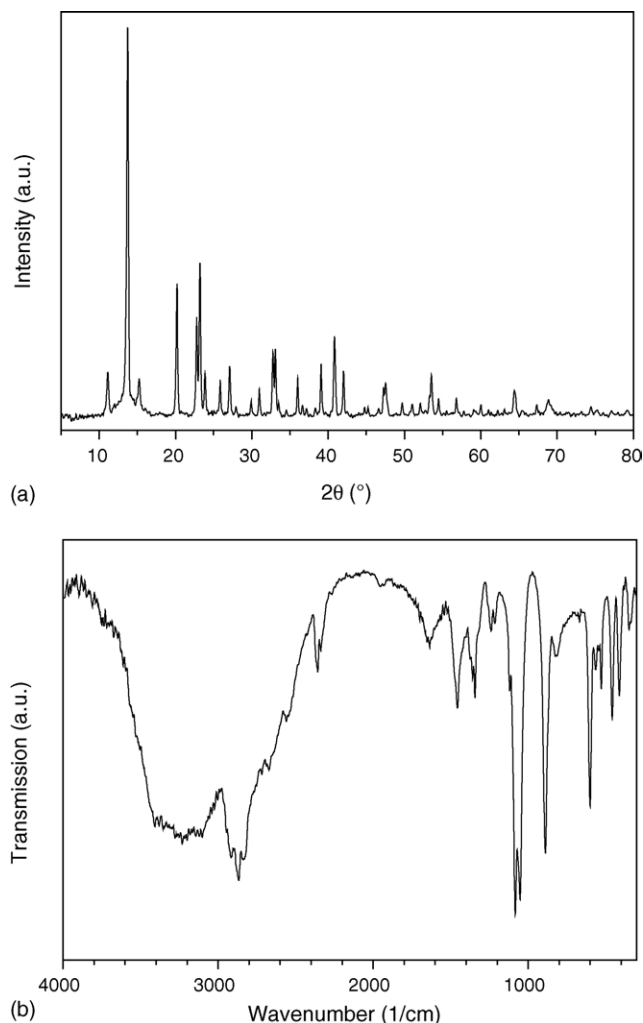 Intensity (a.u.)
10 20 30 40 50 60 70 80
(a)
2θ (°)
Transmission (a.u.)
4000 3000 2000 1000
(b)
Wavenumber (1/cm)